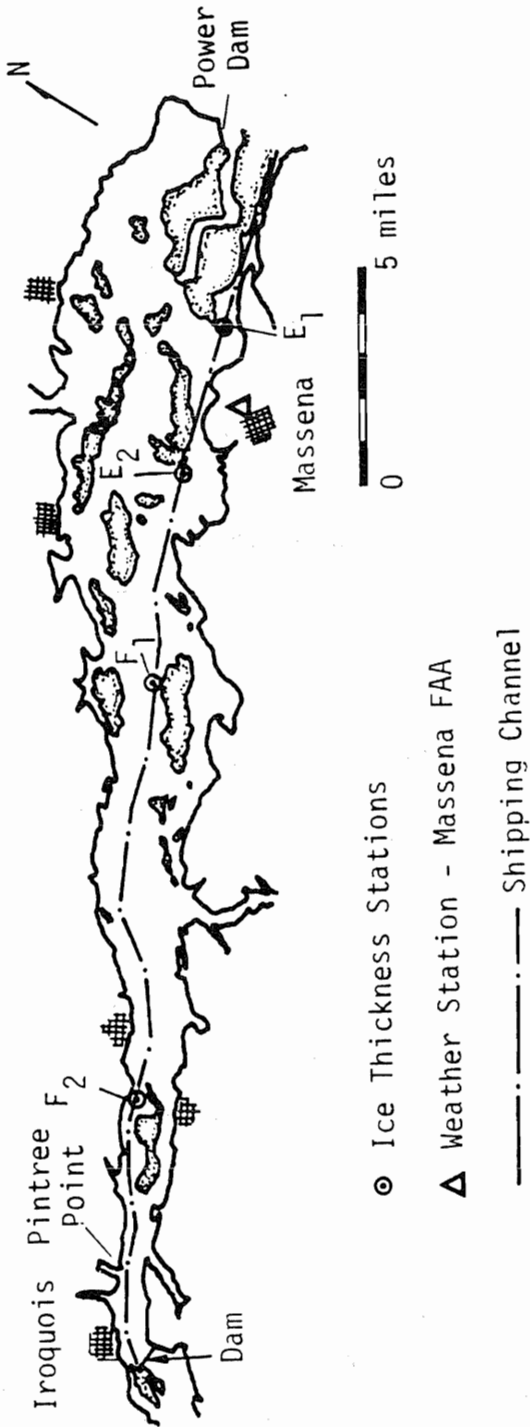 N
Iroquois
Pintree
Point
F2
F1
E2
E1
Power
Dam
Massena
Dam
0 5 miles
Ice Thickness Stations
Weather Station - Massena FAA
Shipping Channel